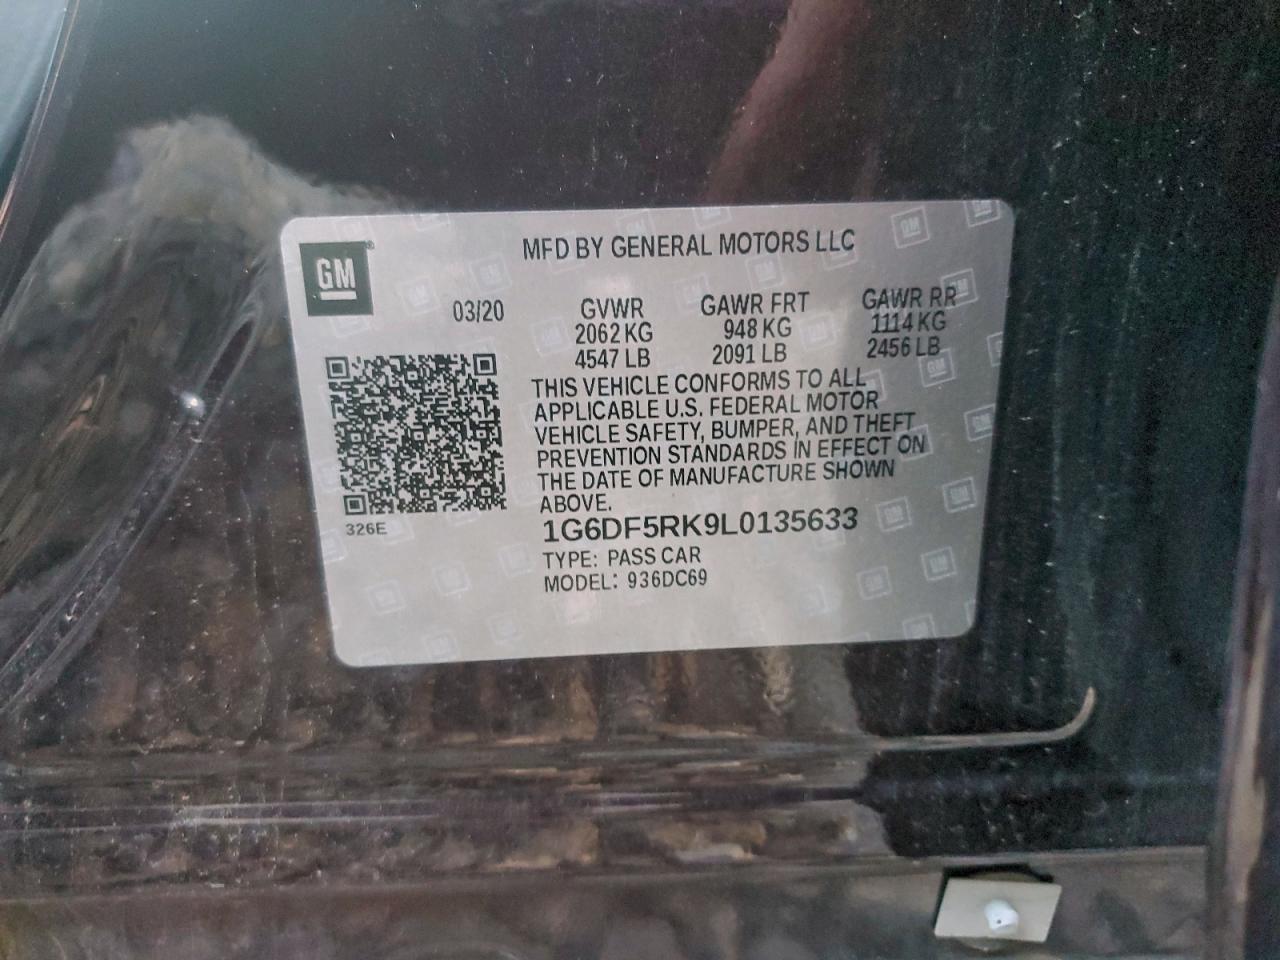 GM
MFD BY GENERAL MOTORS LLC
03/20 GVWR GAWR FRT GAWR RR
2062 KG 948 KG 1114 KG
4547 LB 2091 LB 2456 LB
THIS VEHICLE CONFORMS TO ALL
APPLICABLE U.S. FEDERAL MOTOR
VEHICLE SAFETY, BUMPER, AND THEFT
PREVENTION STANDARDS IN EFFECT ON
THE DATE OF MANUFACTURE SHOWN
ABOVE.
326E
1G6DF5RK9L0135633
TYPE: PASS CAR
MODEL: 936DC69